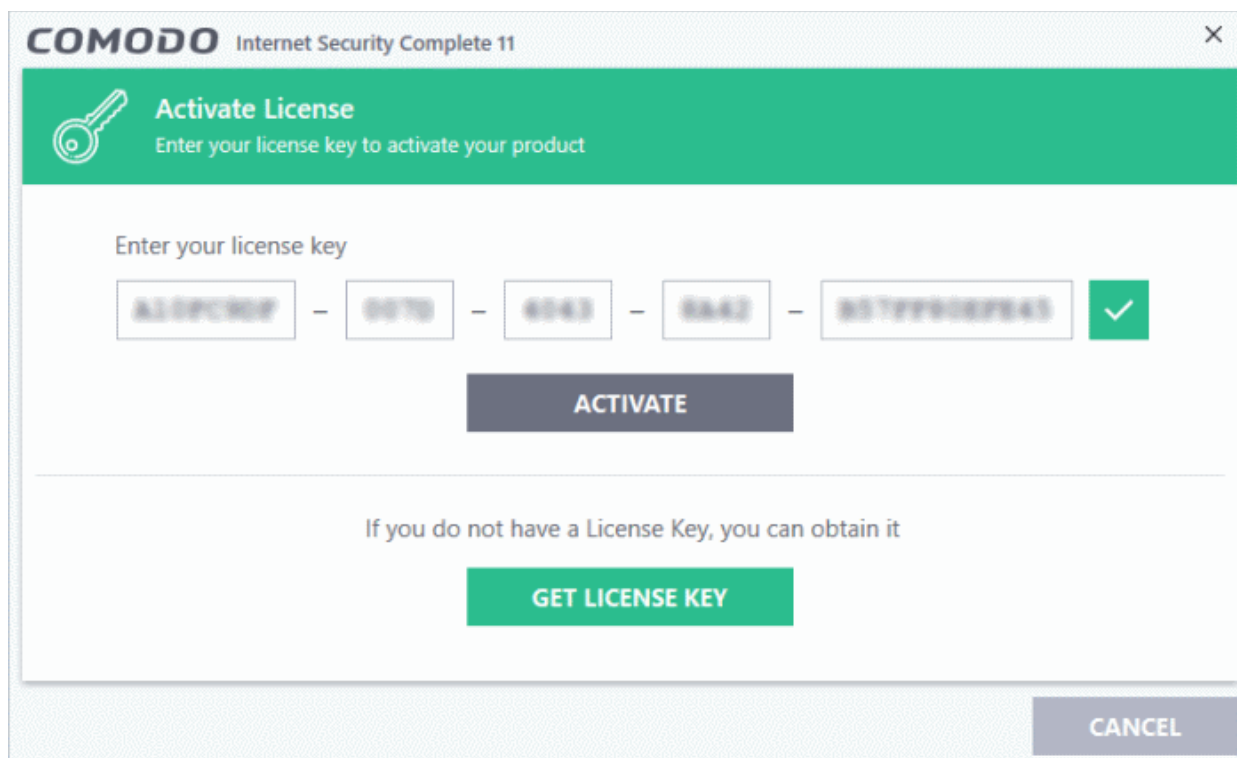 COMODO Internet Security Complete 11
Activate License
Enter your license key to activate your product
Enter your license key
ACTIVATE
If you do not have a License Key, you can obtain it
GET LICENSE KEY
CANCEL